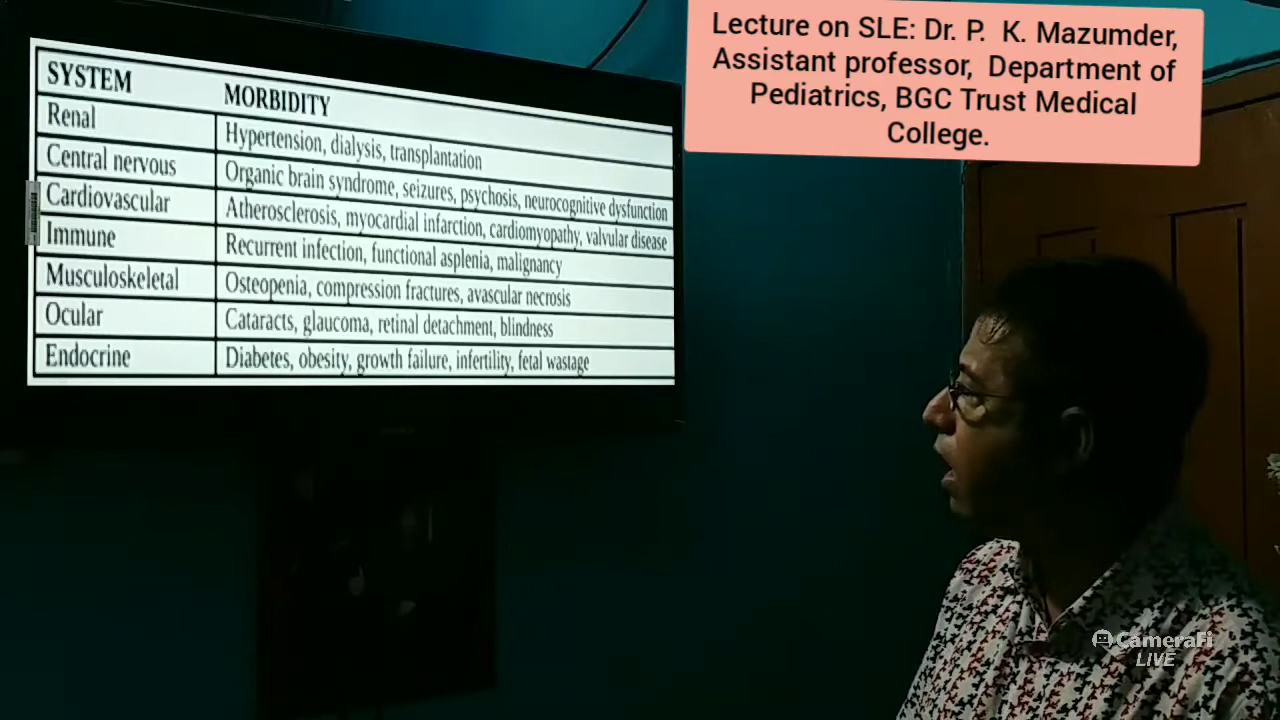 Lecture on SLE: Dr. P. K. Mazumder,
Assistant professor, Department of
Pediatrics, BGC Trust Medical
College.
SYSTEM MORBIDITY
Renal Hypertension, dialysis, transplantation
Central nervous Organic brain syndrome, seizures, psychosis, neurocognitive dysfunction
Cardiovascular Atherosclerosis, myocardial infarction, cardiomyopathy, valvular disease
Immune Recurrent infection, functional asplenia, malignancy
Musculoskeletal Osteopenia, compression fractures, avascular necrosis
Ocular Cataracts, glaucoma, retinal detachment, blindness
Endocrine Diabetes, obesity, growth failure, infertility, fetal wastage
CameraFi
LIVE